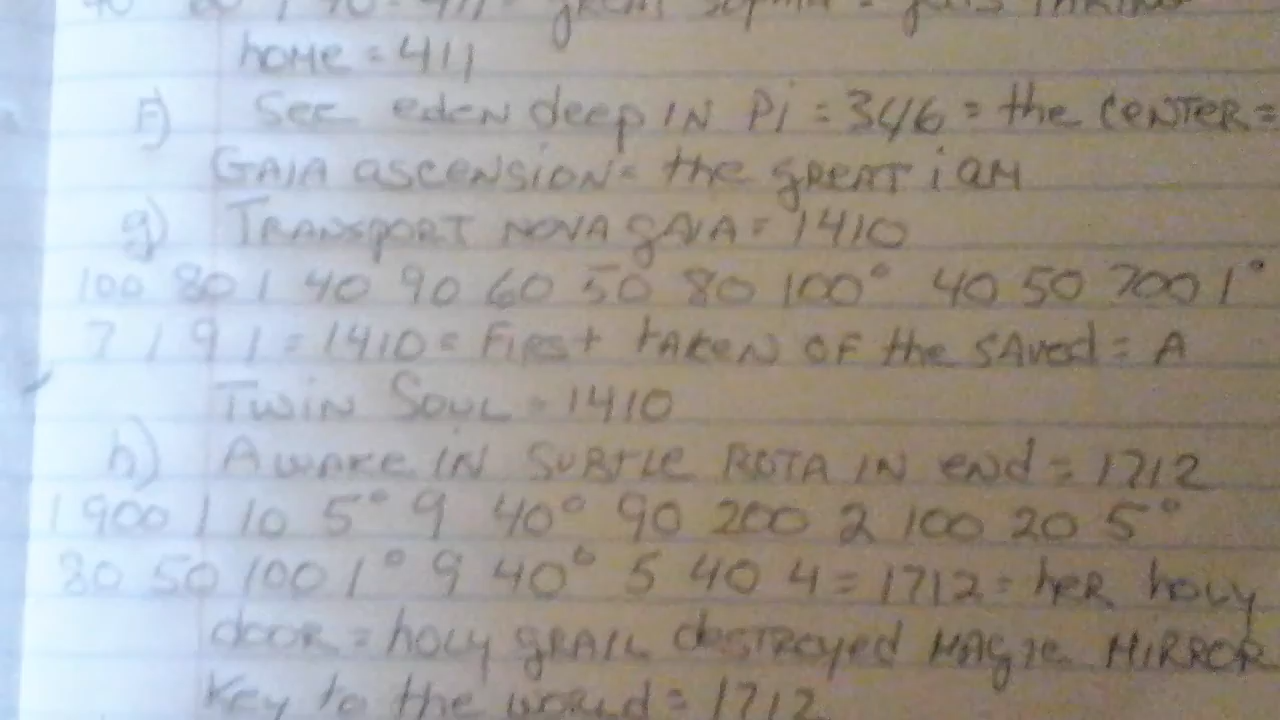 home = 411
F) See eden deep IN Pi = 346 = the CENTER =
GAIA ascension = the great i am
g) TRANSPORT NOVA gAIA = 1410
100 80 1 40 90 60 50 80 100° 40 50 700 1°
7 1 9 1 = 1410 = First taken of the saved = A
Twin Soul = 1410
h) Awake IN Subtle ROTA IN end = 1712
1 900 1 10 5° 9 40° 90 200 2 100 20 5°
80 50 100 1° 9 40° 5 40 4 = 1712 = her holy
door = holy grail destroyed Magic Mirror
Key to the world = 1712